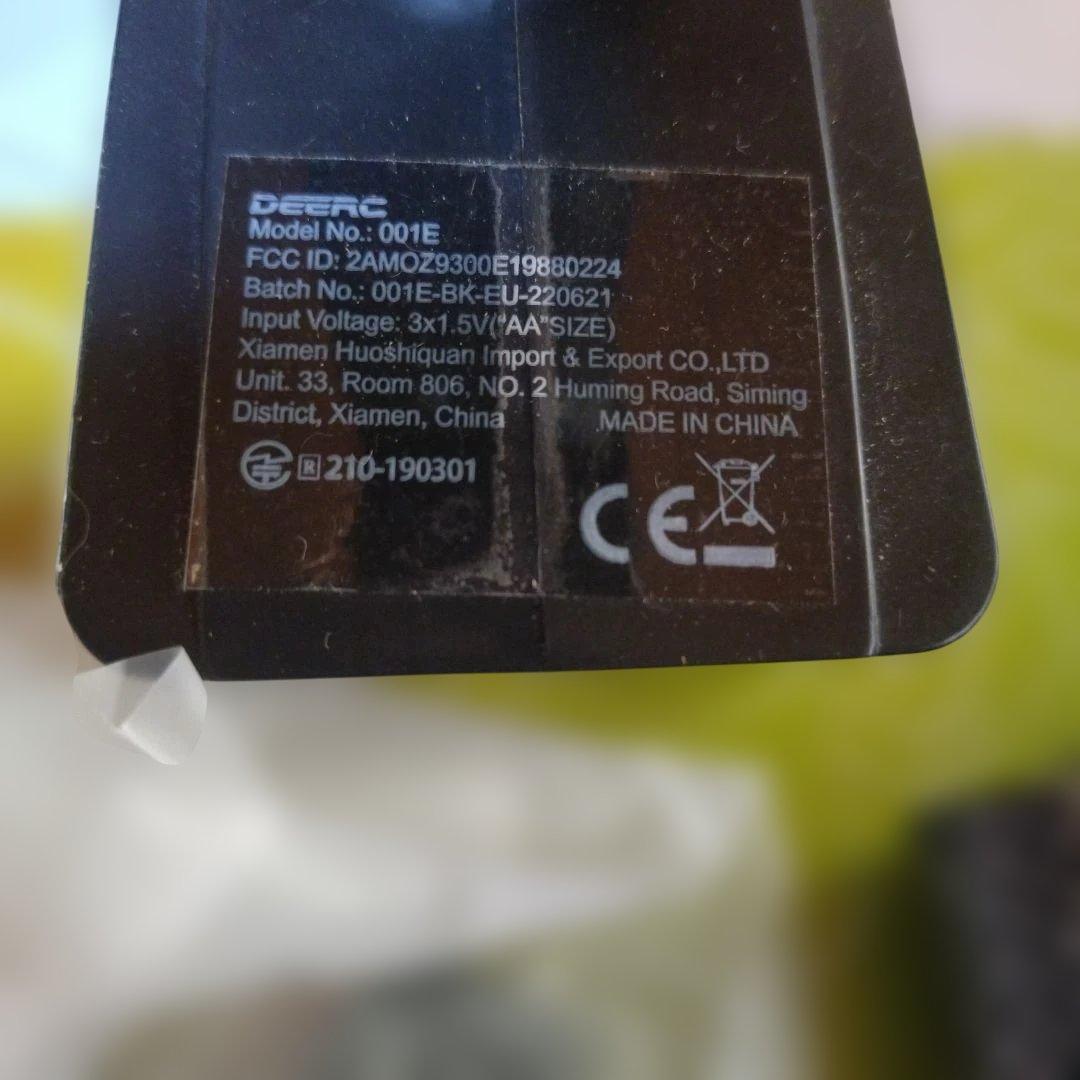 DEERC
Model No.: 001E
FCC ID: 2AMOZ9300E19880224
Batch No.: 001E-BK-EU-220621
Input Voltage: 3x1.5V("AA"SIZE)
Xiamen Huoshiquan Import & Export CO.,LTD
Unit. 33, Room 806, NO. 2 Huming Road, Siming
District, Xiamen, China MADE IN CHINA
R 210-190301
CE